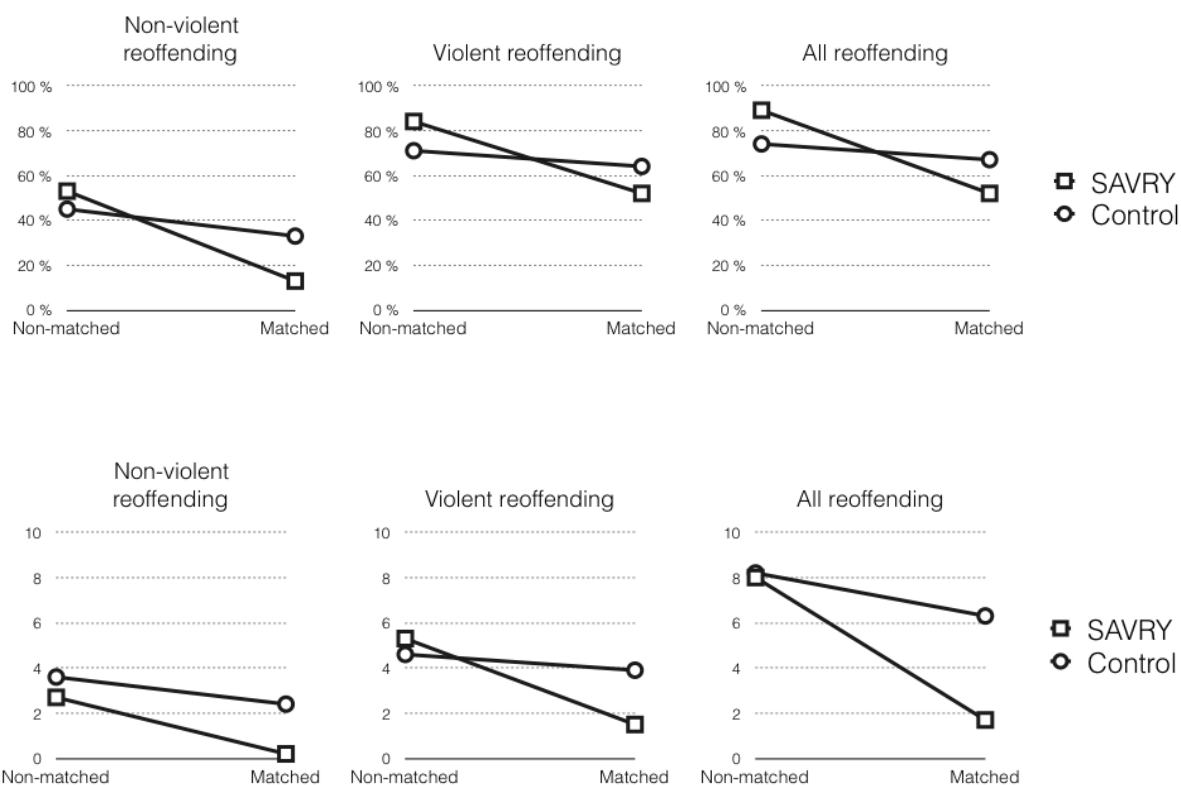 Non-violent
reoffending
Violent reoffending
All reoffending
100 %
80 %
60 %
40 %
20 %
0 %
Non-matched
Matched
100 %
80 %
60 %
40 %
20 %
0 %
Non-matched
Matched
100 %
80 %
60 %
40 %
20 %
0 %
Non-matched
Matched
SAVRY
Control
Non-violent
reoffending
Violent reoffending
All reoffending
10
8
6
4
2
0
Non-matched
Matched
10
8
6
4
2
0
Non-matched
Matched
10
8
6
4
2
0
Non-matched
Matched
SAVRY
Control